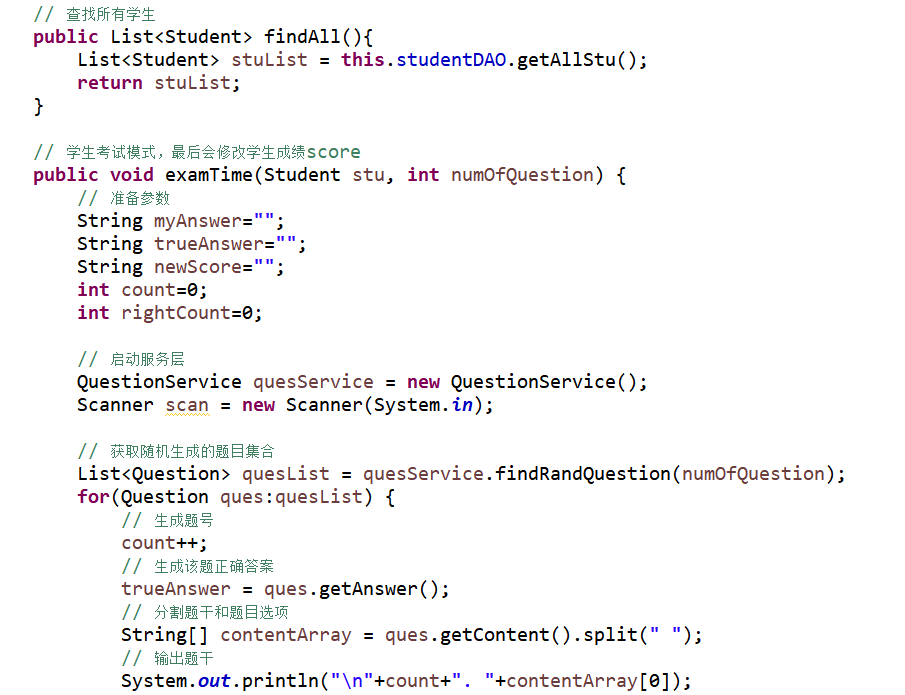 // 查找所有学生
public List<Student> findAll(){
    List<Student> stuList = this.studentDAO.getAllStu();
    return stuList;
}

// 学生考试模式，最后会修改学生成绩score
public void examTime(Student stu, int numOfQuestion) {
    // 准备参数
    String myAnswer="";
    String trueAnswer="";
    String newScore="";
    int count=0;
    int rightCount=0;

    // 启动服务层
    QuestionService quesService = new QuestionService();
    Scanner scan = new Scanner(System.in);

    // 获取随机生成的题目集合
    List<Question> quesList = quesService.findRandQuestion(numOfQuestion);
    for(Question ques:quesList) {
        // 生成题号
        count++;
        // 生成该题正确答案
        trueAnswer = ques.getAnswer();
        // 分割题干和题目选项
        String[] contentArray = ques.getContent().split(" ");
        // 输出题干
        System.out.println("\n"+count+". "+contentArray[0]);